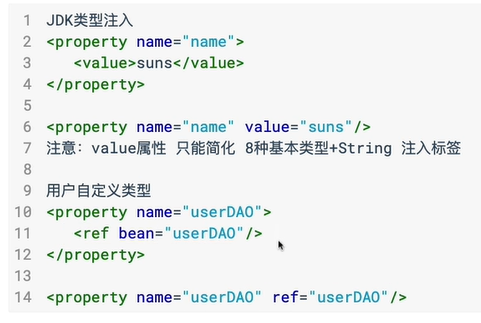 1 JDK类型注入
2 <property name="name">
3    <value>suns</value>
4 </property>
5
6 <property name="name" value="suns"/>
7 注意：value属性 只能简化 8种基本类型+String 注入标签
8
9 用户自定义类型
10 <property name="userDAO">
11    <ref bean="userDAO"/>
12 </property>
13
14 <property name="userDAO" ref="userDAO"/>